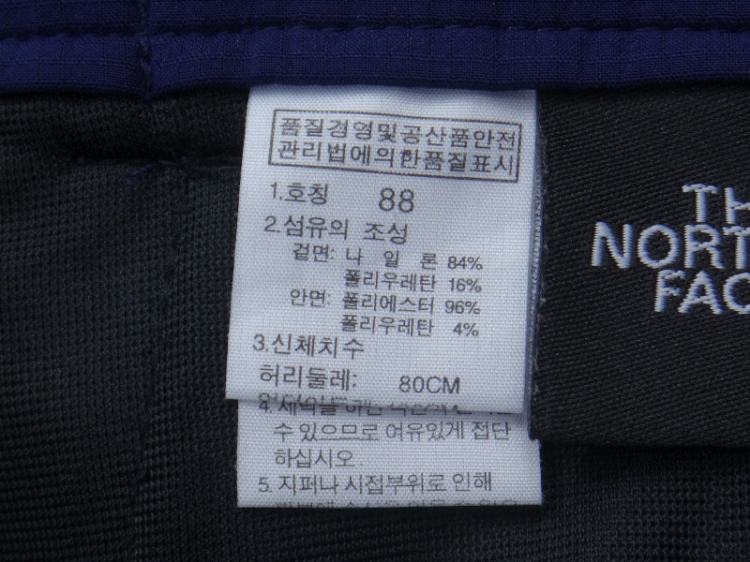 품질경영및공산품안전
관리법에의한품질표시
1.호칭 88
2.섬유의 조성
겉면: 나 일 론 84%
폴리우레탄 16%
안면: 폴리에스터 96%
폴리우레탄 4%
3.신체치수
허리둘레: 80CM
수 있으므로 여유있게 접단
하십시오.
5. 지퍼나 시접부위로 인해
TH
NORT
FAC